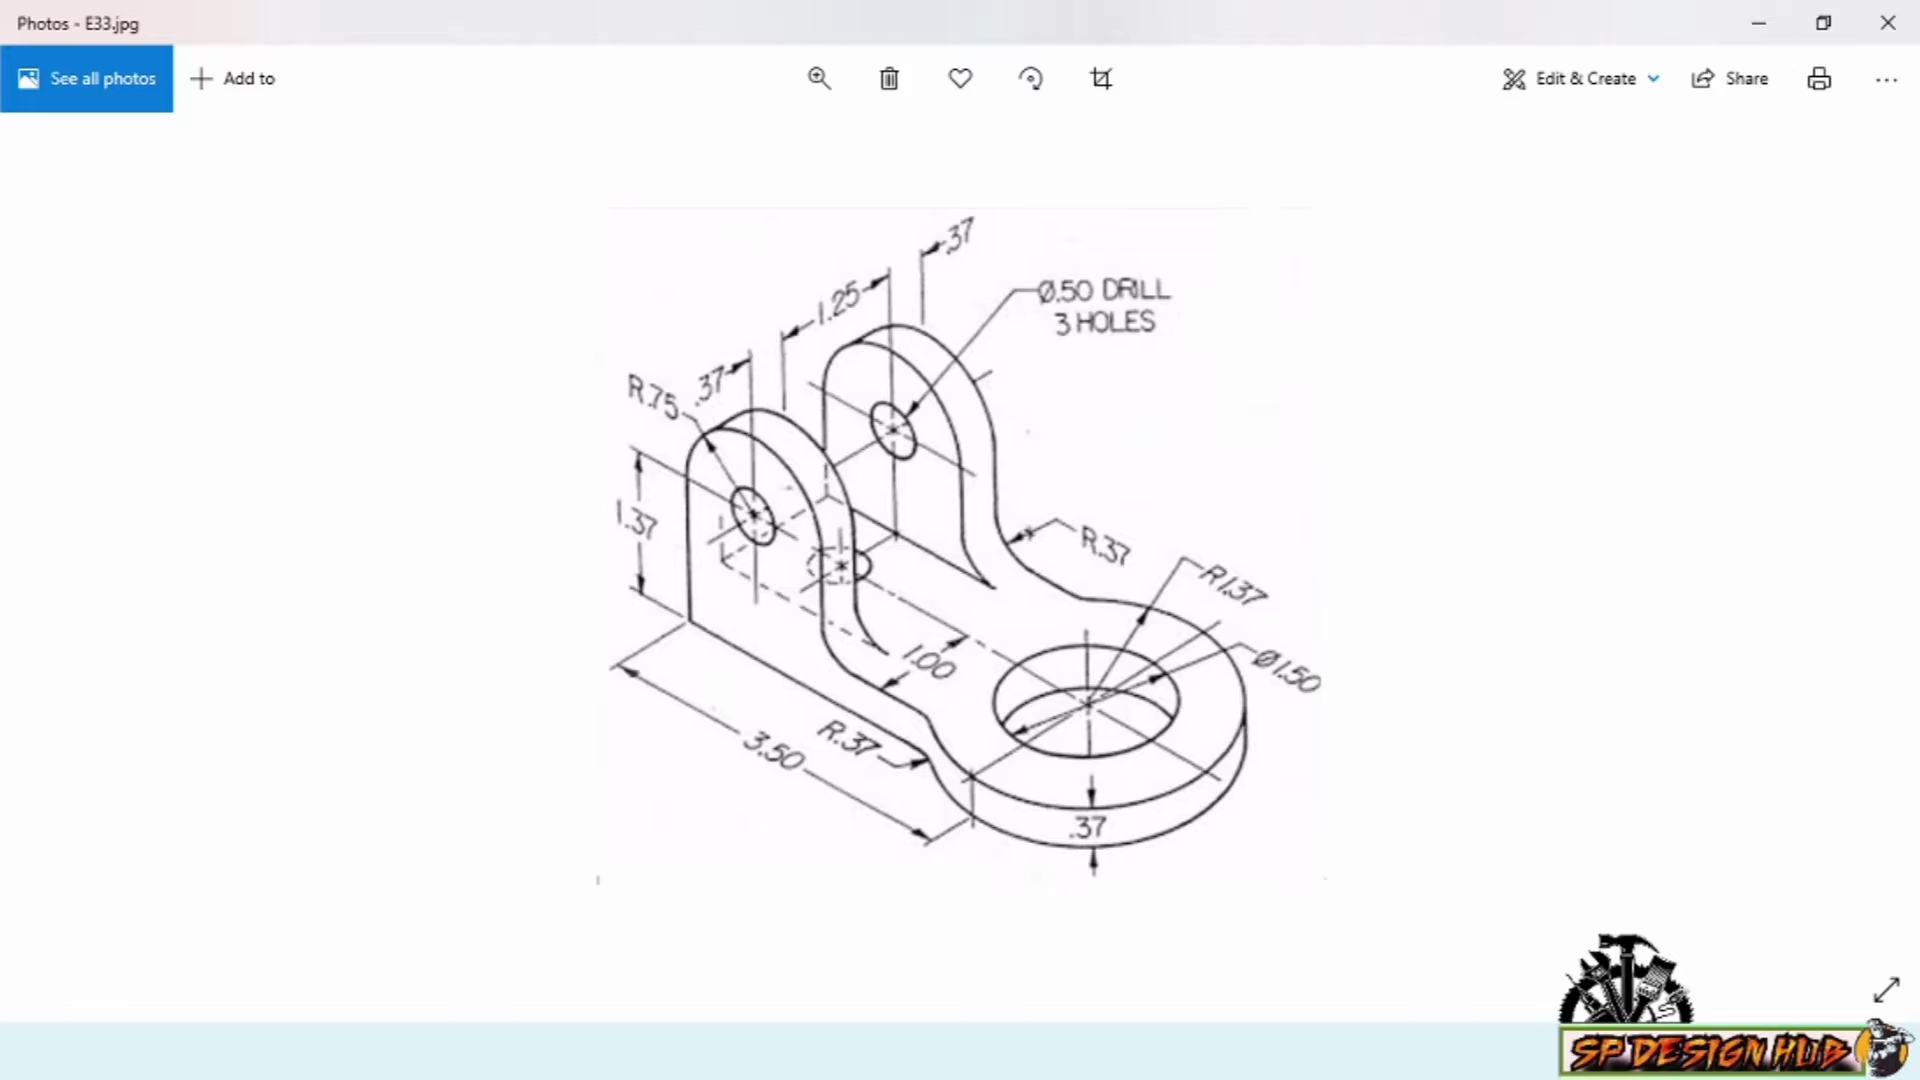 Photos - E33.jpg
See all photos
Add to
Edit & Create
Share
.37
1.25
Ø.50 DRILL
3 HOLES
.37
R.75
1.37
R.37
R1.37
1.00
Ø1.50
R.37
3.50
.37
SP DESIGN HUB